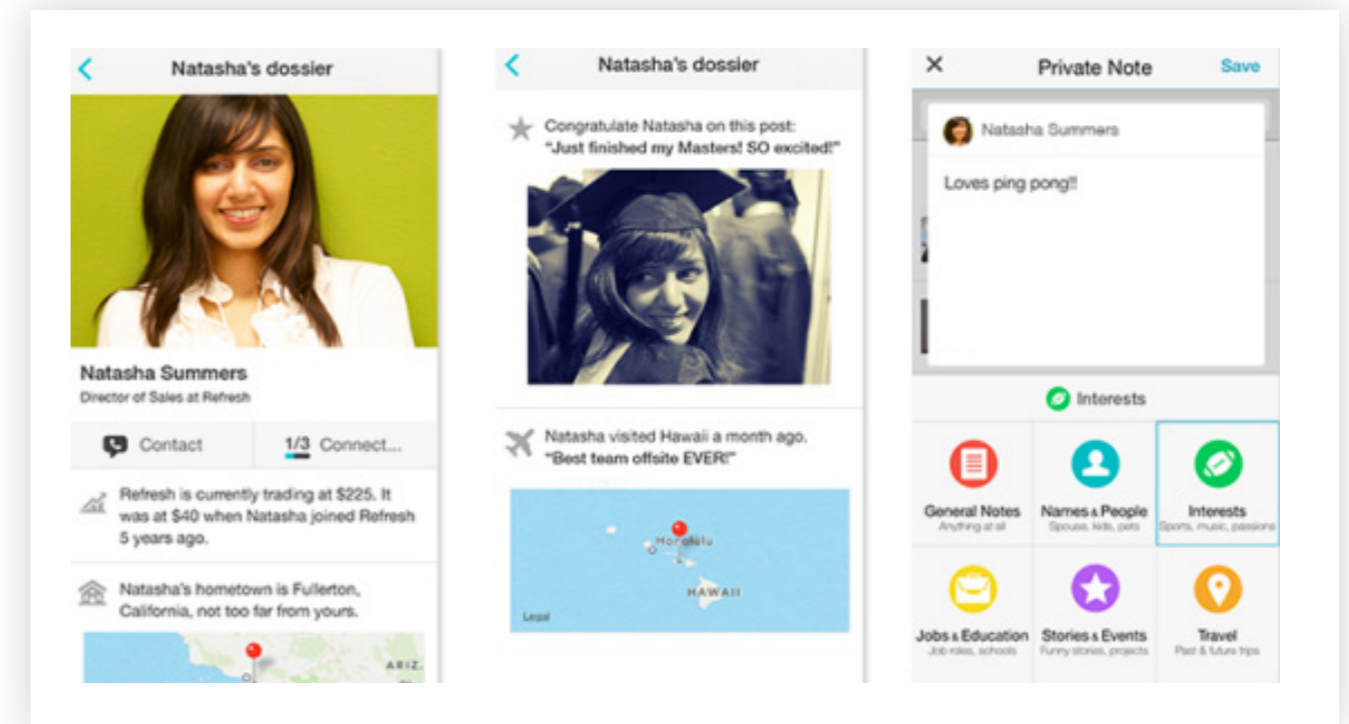 Natasha's dossier
Natasha Summers
Director of Sales at Refresh
Contact
1/3 Connect...
Refresh is currently trading at $225. It
was at $40 when Natasha joined Refresh
5 years ago.
Natasha's hometown is Fullerton,
California, not too far from yours.
ARIZ.
Natasha's dossier
Congratulate Natasha on this post:
"Just finished my Masters! SO excited!"
Natasha visited Hawaii a month ago.
"Best team offsite EVER!"
Honolulu
HAWAII
Legal
Private Note
Save
Natasha Summers
Loves ping pong!!
Interests
General Notes
Anything at all
Names & People
Spouse, kids, pets
Interests
Sports, music, passions
Jobs & Education
Job roles, schools
Stories & Events
Funny stories, projects
Travel
Past & future trips